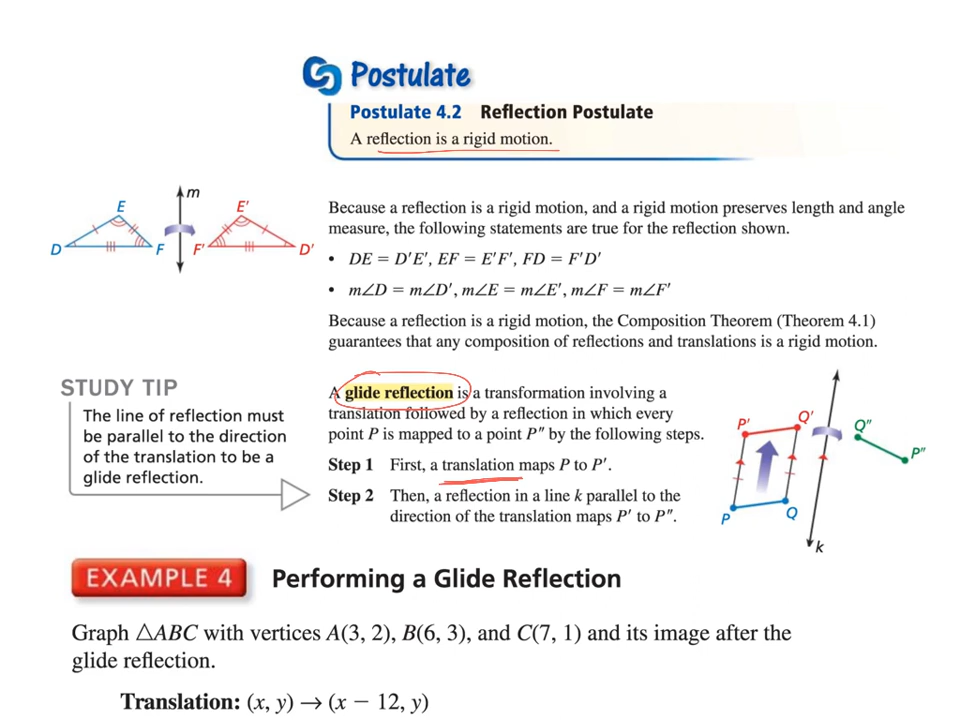 Postulate
Postulate 4.2 Reflection Postulate
A reflection is a rigid motion.
m
E
E′
D
F
F′
D′
Because a reflection is a rigid motion, and a rigid motion preserves length and angle
measure, the following statements are true for the reflection shown.
• DE = D′E′, EF = E′F′, FD = F′D′
• m∠D = m∠D′, m∠E = m∠E′, m∠F = m∠F′
Because a reflection is a rigid motion, the Composition Theorem (Theorem 4.1)
guarantees that any composition of reflections and translations is a rigid motion.
STUDY TIP
The line of reflection must
be parallel to the direction
of the translation to be a
glide reflection.
A glide reflection is a transformation involving a
translation followed by a reflection in which every
point P is mapped to a point P″ by the following steps.
Step 1 First, a translation maps P to P′.
Step 2 Then, a reflection in a line k parallel to the
direction of the translation maps P′ to P″.
P′
Q′
Q″
P″
P
Q
k
EXAMPLE 4 Performing a Glide Reflection
Graph △ABC with vertices A(3, 2), B(6, 3), and C(7, 1) and its image after the
glide reflection.
Translation: (x, y) → (x − 12, y)